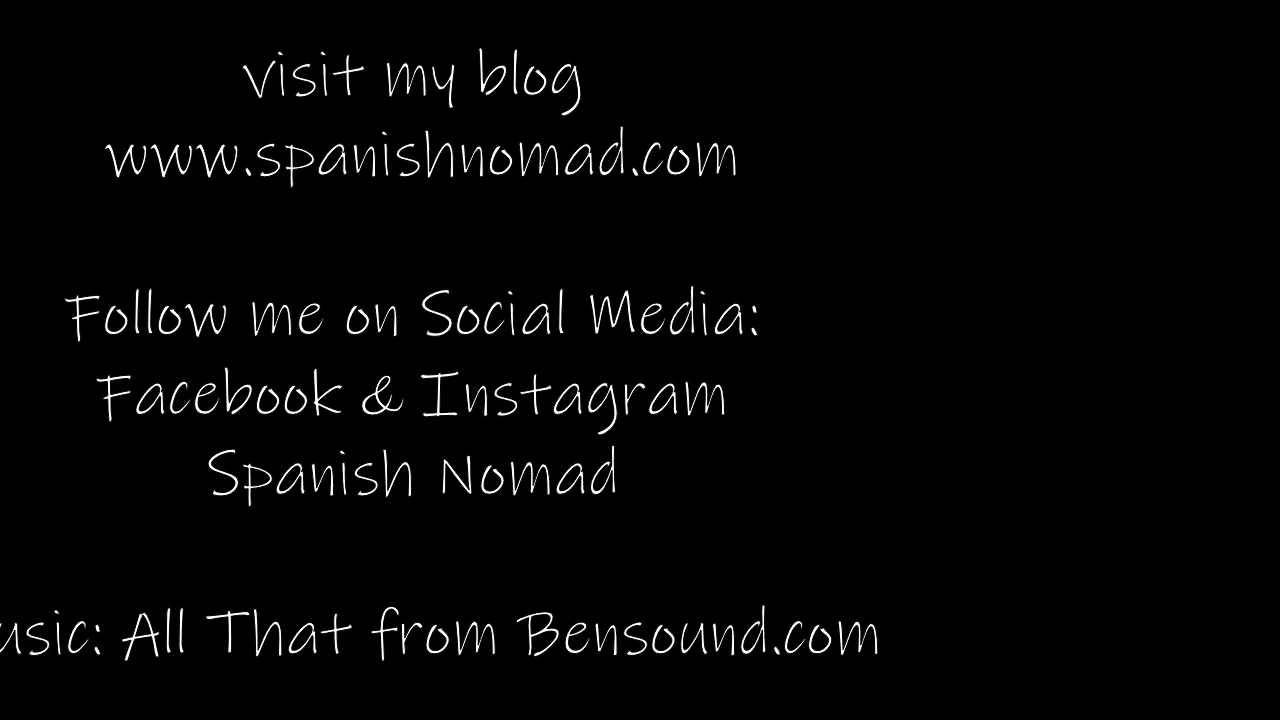 visit my blog
www.spanishnomad.com
Follow me on Social Media:
Facebook & Instagram
Spanish Nomad
usic: All That from Bensound.com